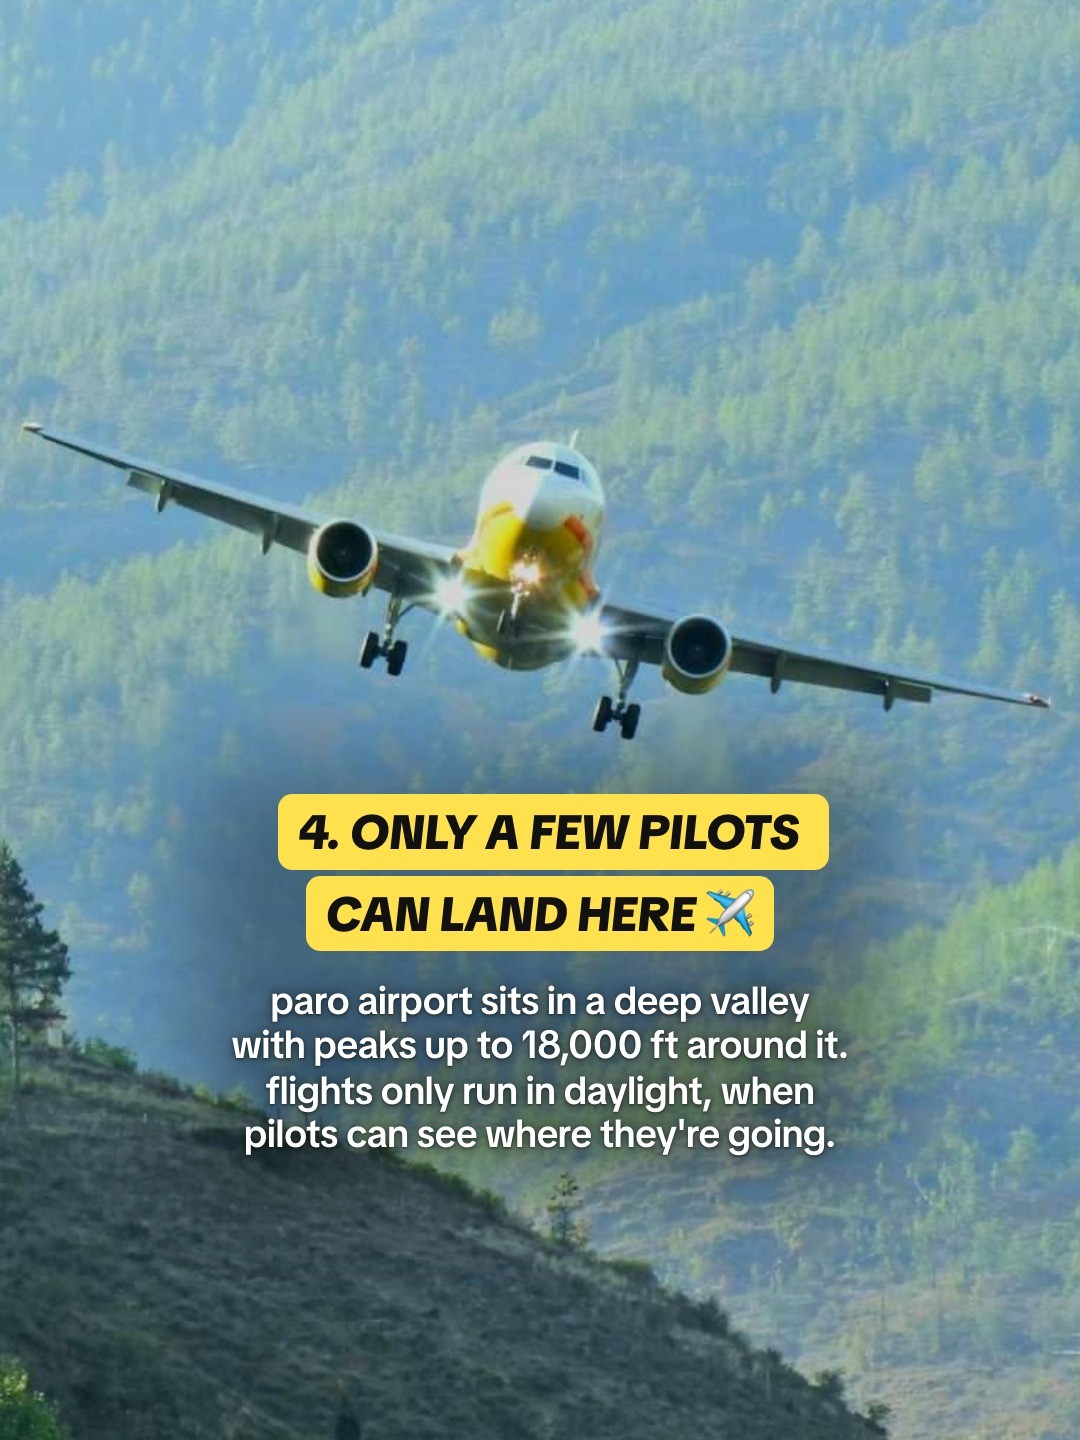 4. ONLY A FEW PILOTS
CAN LAND HERE ✈️
paro airport sits in a deep valley
with peaks up to 18,000 ft around it.
flights only run in daylight, when
pilots can see where they're going.